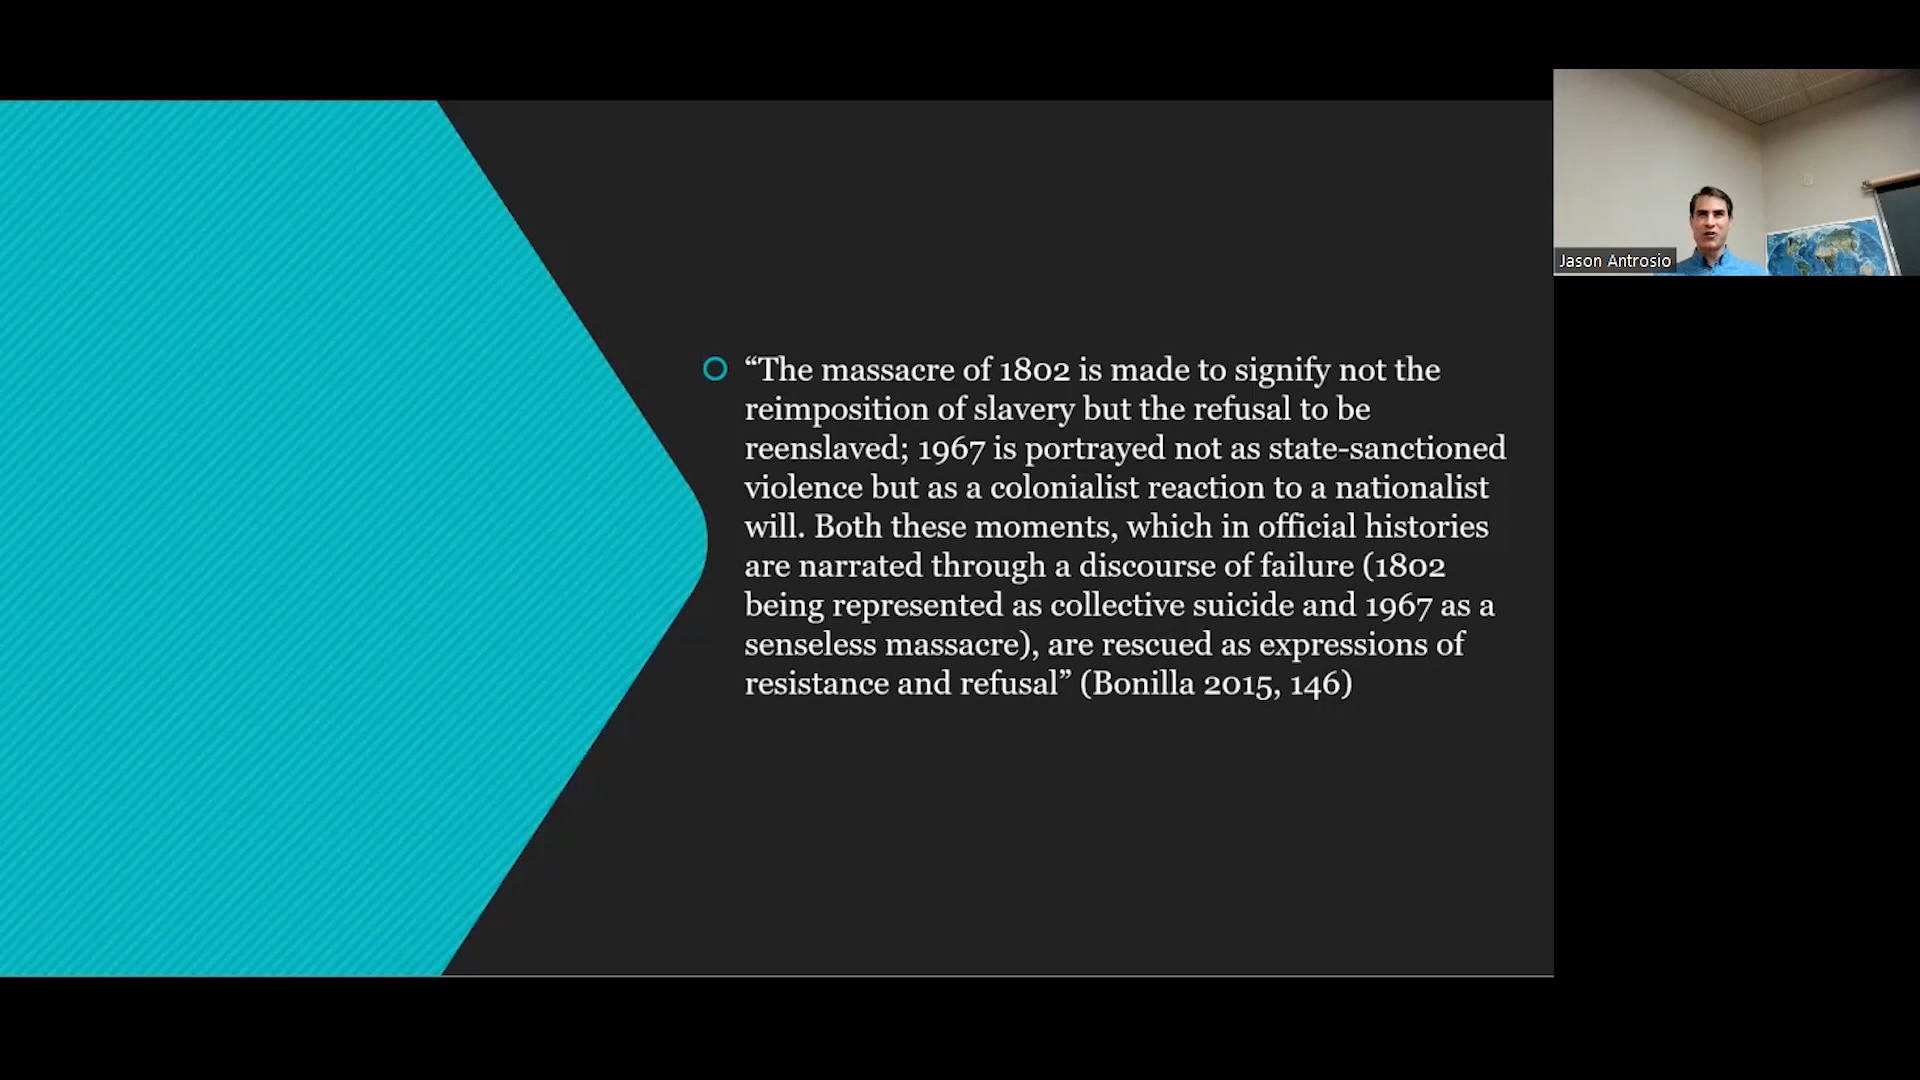 “The massacre of 1802 is made to signify not the
reimposition of slavery but the refusal to be
reenslaved; 1967 is portrayed not as state-sanctioned
violence but as a colonialist reaction to a nationalist
will. Both these moments, which in official histories
are narrated through a discourse of failure (1802
being represented as collective suicide and 1967 as a
senseless massacre), are rescued as expressions of
resistance and refusal” (Bonilla 2015, 146)
Jason Antrosio